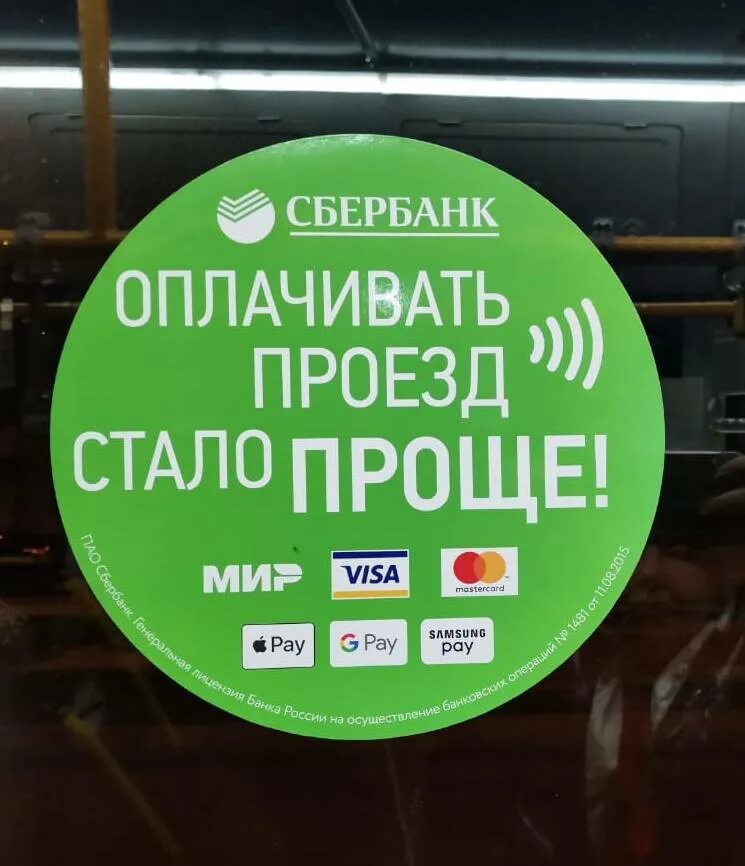 СБЕРБАНК
ОПЛАЧИВАТЬ
ПРОЕЗД
СТАЛО ПРОЩЕ!
МИР VISA mastercard
Pay G Pay SAMSUNG pay
ПАО Сбербанк. Генеральная лицензия Банка России на осуществление банковских операций № 1481 от 11.08.2015.